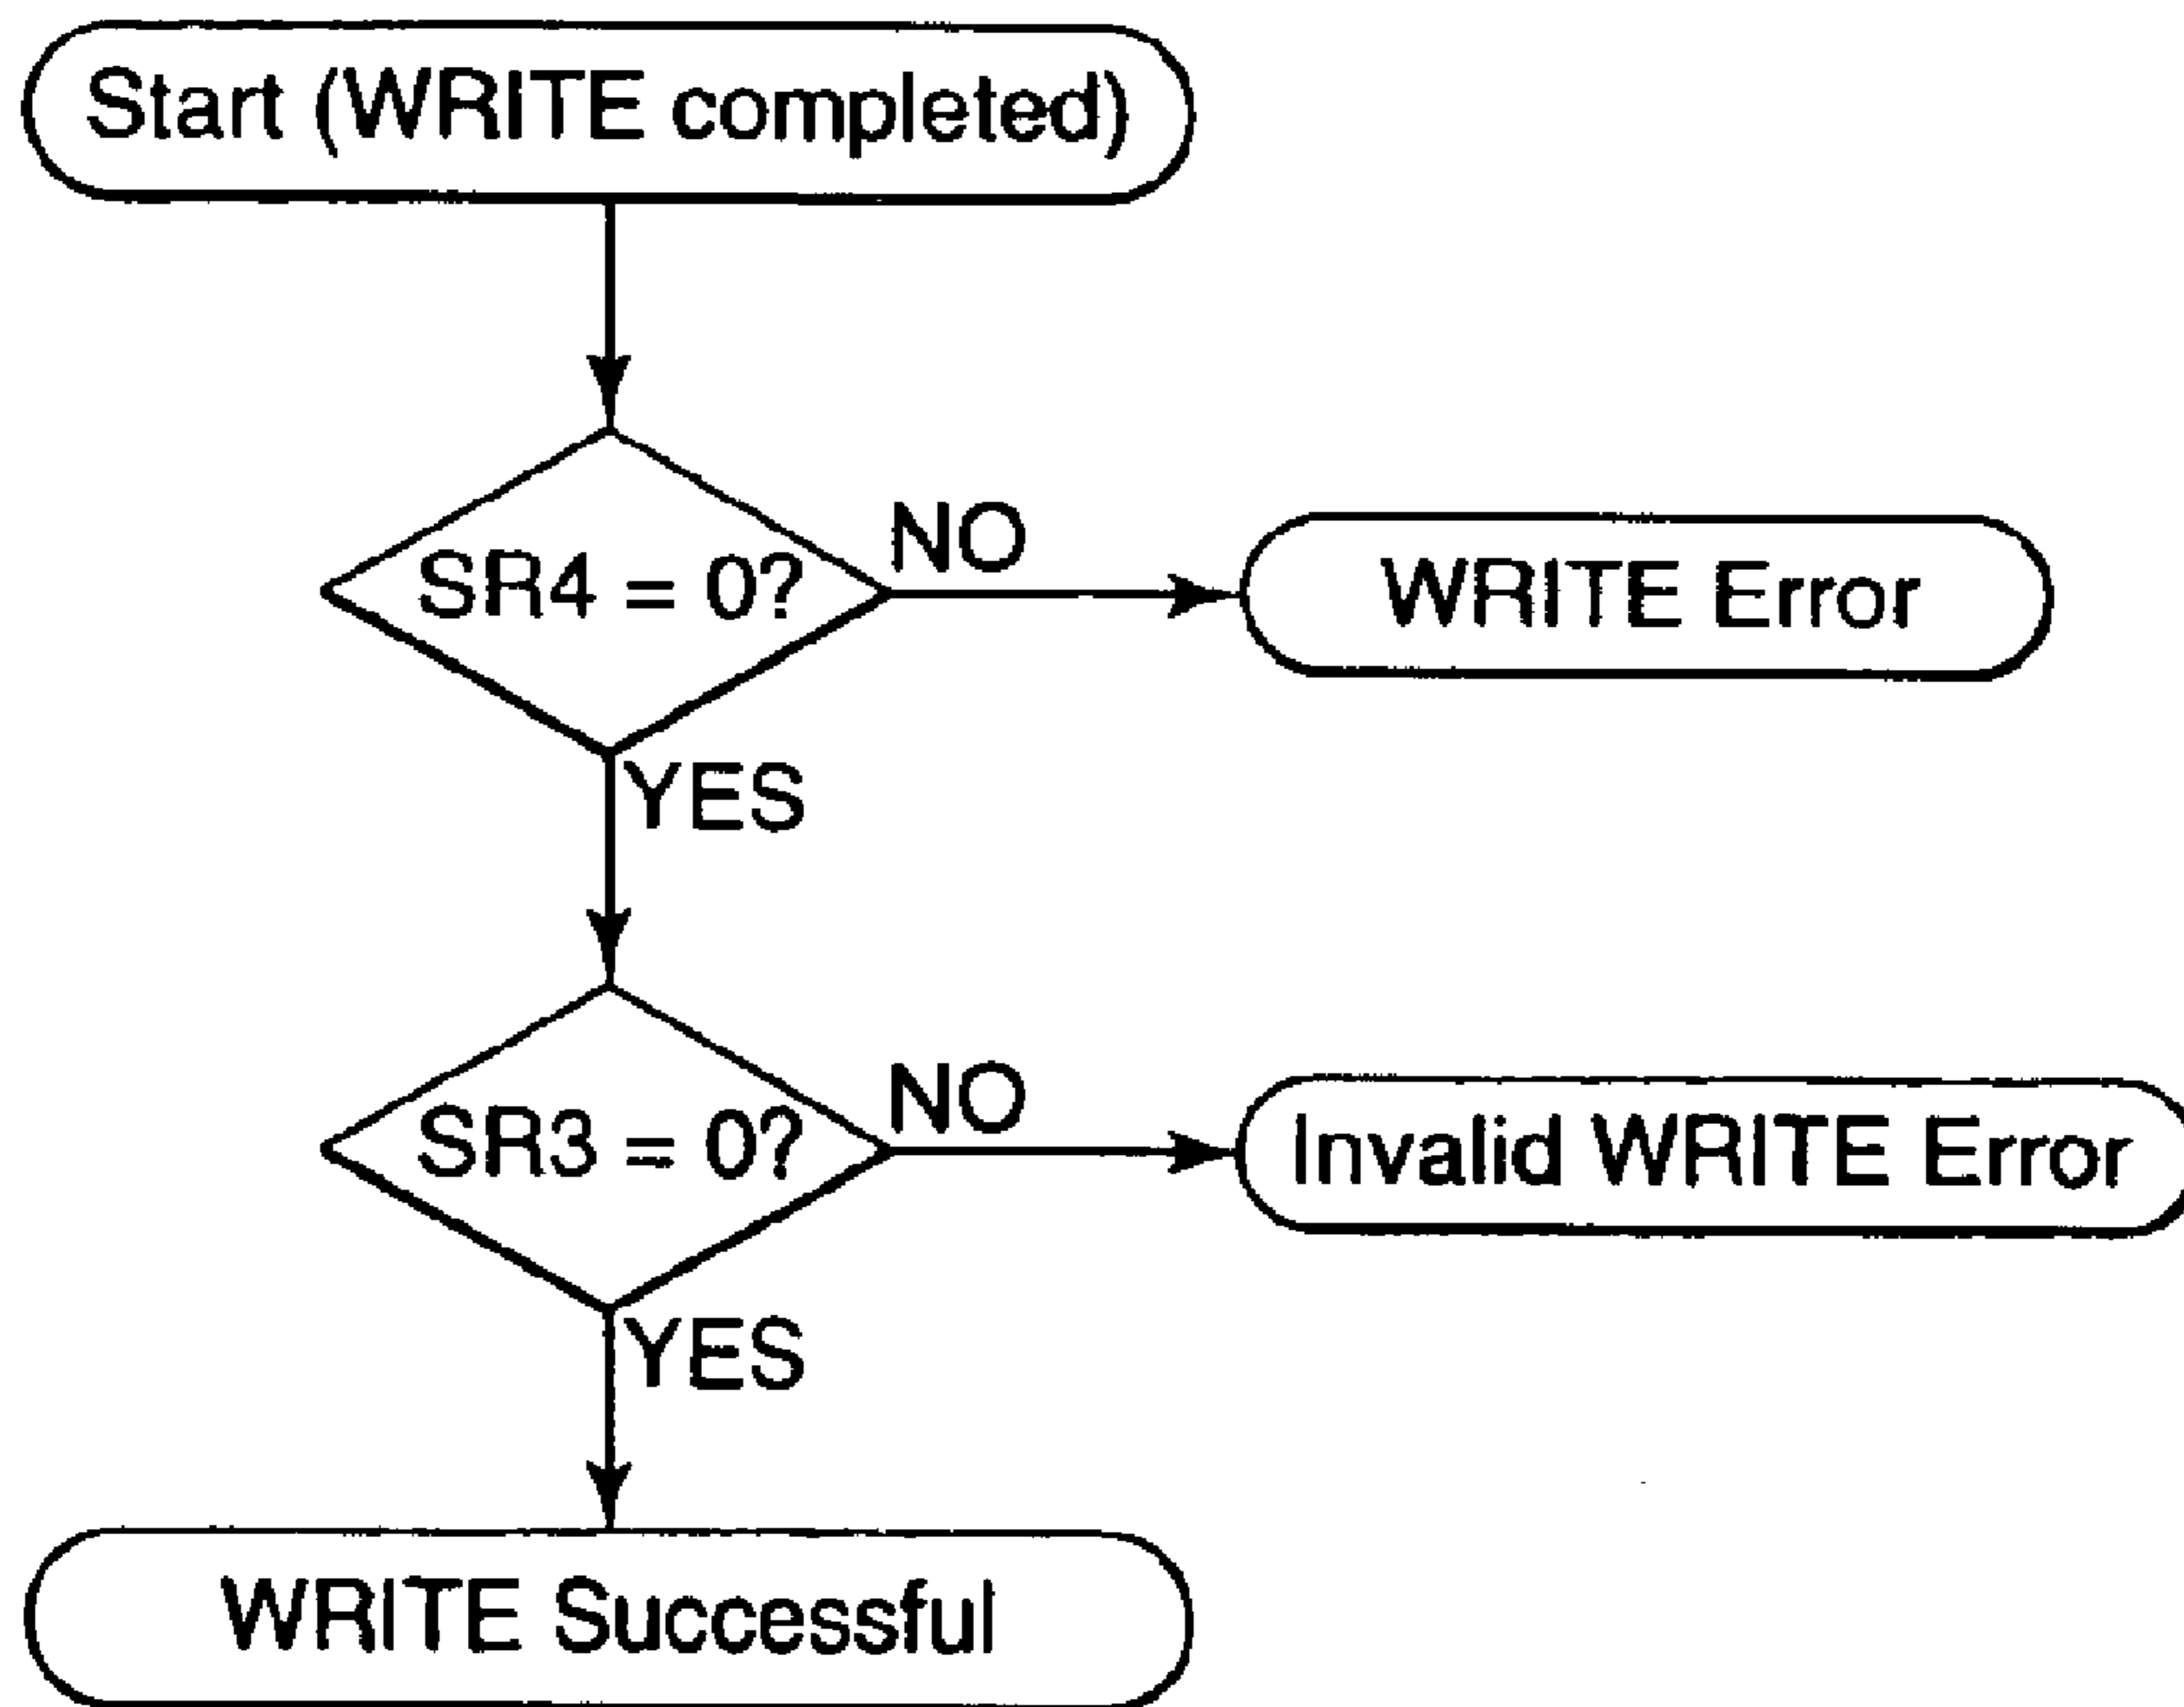 Start (WRITE completed)
SR4 = 0?
NO
WRITE Error
YES
SR3 = 0?
NO
Invalid WRITE Error
YES
WRITE Successful